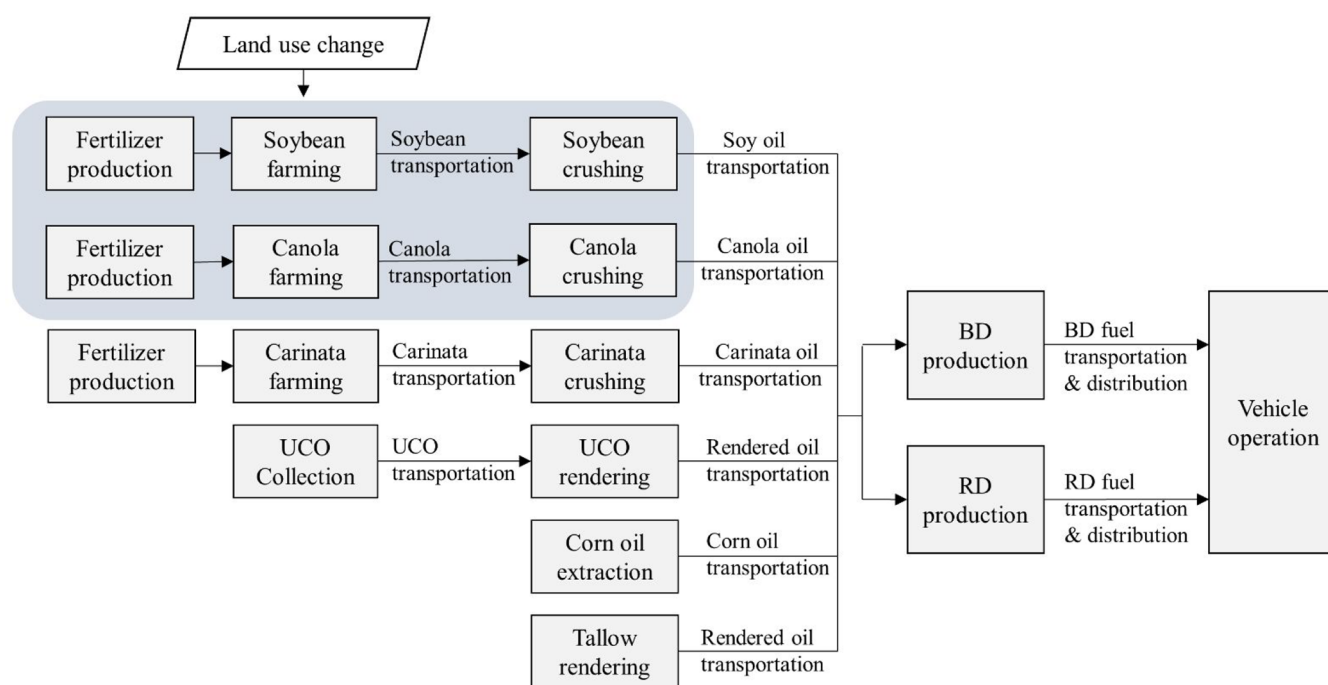 Land use change
Fertilizer
production
Soybean
farming
Soybean
transportation
Soybean
crushing
Soy oil
transportation
Fertilizer
production
Canola
farming
Canola
transportation
Canola
crushing
Canola oil
transportation
Fertilizer
production
Carinata
farming
Carinata
transportation
Carinata
crushing
Carinata oil
transportation
UCO
Collection
UCO
transportation
UCO
rendering
Rendered oil
transportation
Corn oil
extraction
Corn oil
transportation
Tallow
rendering
Rendered oil
transportation
BD
production
BD fuel
transportation
& distribution
RD
production
RD fuel
transportation
& distribution
Vehicle
operation